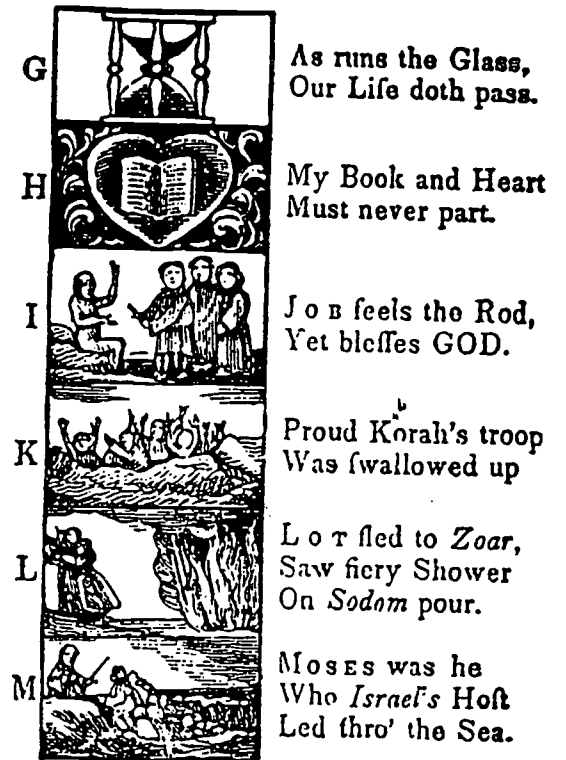 G
As runs the Glass,
Our Life doth pass.
H
My Book and Heart
Must never part.
I
JOB feels the Rod,
Yet bleſſes GOD.
K
Proud Korah's troop
Was ſwallowed up
L
LOT fled to Zoar,
Saw fiery Shower
On Sodom pour.
M
MOSES was he
Who Israel's Hoſt
Led thro' the Sea.